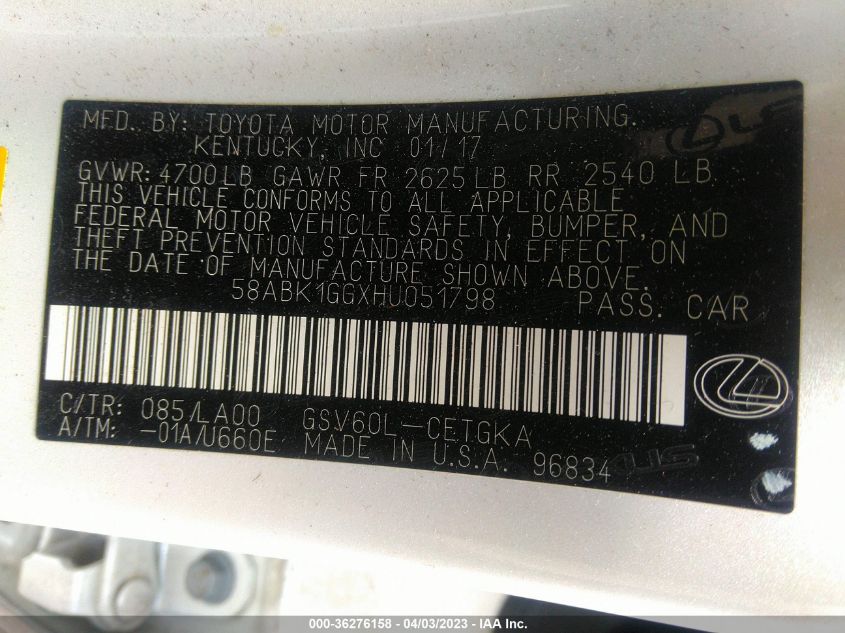 MFD. BY: TOYOTA MOTOR MANUFACTURING.
KENTUCKY, INC 01/17
GVWR: 4700LB GAWR FR 2625LB RR 2540 LB
THIS VEHICLE CONFORMS TO ALL APPLICABLE
FEDERAL MOTOR VEHICLE SAFETY, BUMPER, AND
THEFT PREVENTION STANDARDS IN EFFECT ON
THE DATE OF MANUFACTURE SHOWN ABOVE.
58ABK1GGXHU051798 PASS. CAR
C/TR: 085/LA00 GSV60L-CETGKA
A/TM: -01A/U660E MADE IN U.S.A. 96834
000-36276158 - 04/03/2023 - IAA Inc.